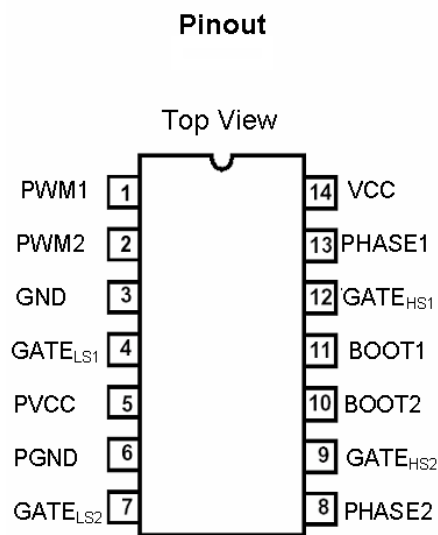 Pinout
Top View
PWM1 1 14 VCC
PWM2 2 13 PHASE1
GND 3 12 GATEHS1
GATELS1 4 11 BOOT1
PVCC 5 10 BOOT2
PGND 6 9 GATEHS2
GATELS2 7 8 PHASE2